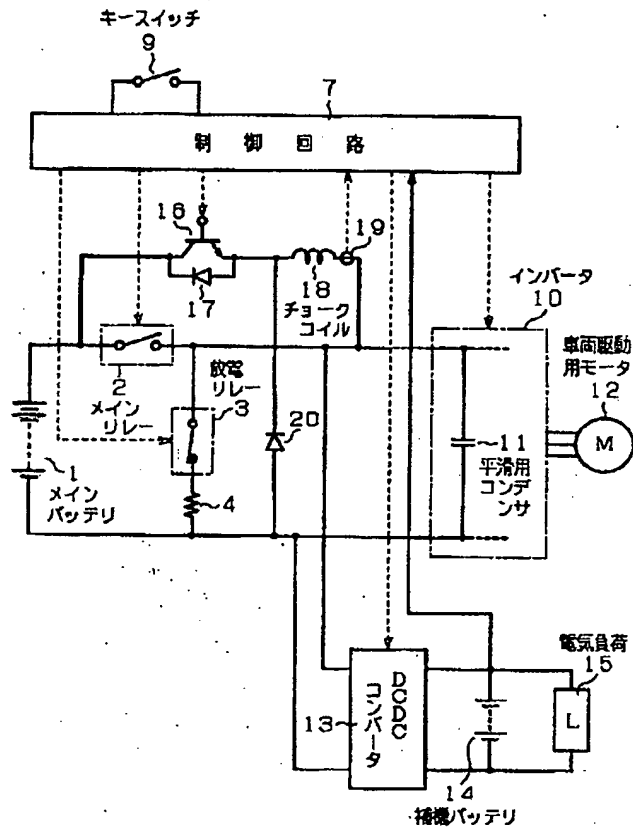 キースイッチ
9
7
制御回路
16
17
18
チョーク
コイル
19
インバータ
10
車両駆動
用モータ
12
M
2
メイン
リレー
放電
リレー
3
20
11
平滑用
コンデ
ンサ
1
メイン
バッテリ
4
電気負荷
15
13
DCDC
コンバータ
L
14
補機バッテリ